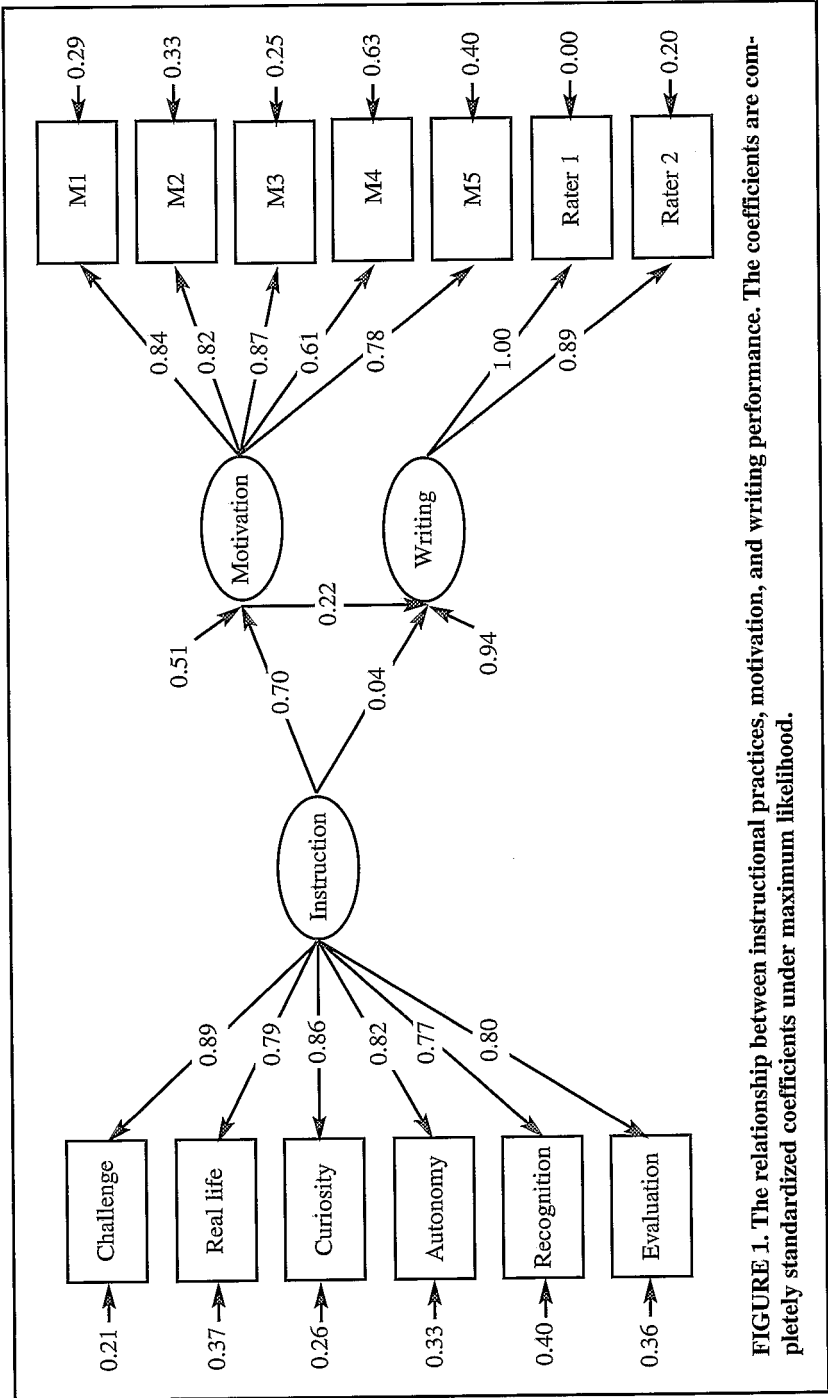 0.21
Challenge
0.37
Real life
0.26
Curiosity
0.33
Autonomy
0.40
Recognition
0.36
Evaluation
0.89
0.79
0.86
0.82
0.77
0.80
Instruction
0.70
0.04
0.51
0.22
0.94
Motivation
Writing
0.84
0.82
0.87
0.61
0.78
1.00
0.89
M1
0.29
M2
0.33
M3
0.25
M4
0.63
M5
0.40
Rater 1
0.00
Rater 2
0.20
FIGURE 1. The relationship between instructional practices, motivation, and writing performance. The coefficients are com-
pletely standardized coefficients under maximum likelihood.